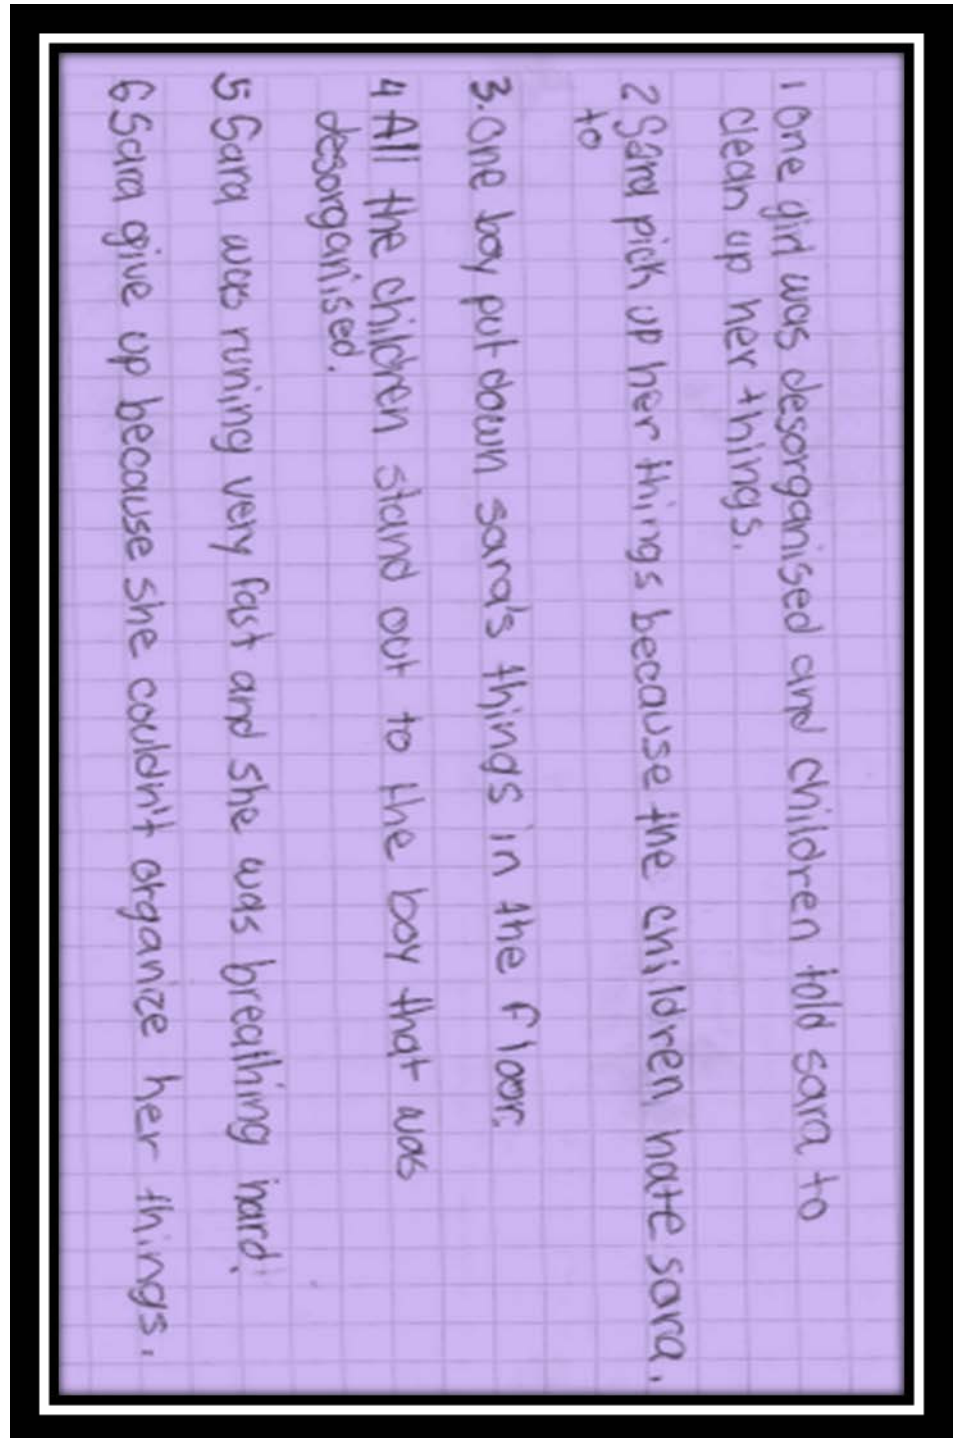 1 One girl was desorganised and children told sara to
clean up her things.
2 Sara pick up her things because the children hate sara.
to
3. One boy put down sara's things in the floor.
4 All the children stand out to the boy that was
desorganised.
5 Sara was runing very fast and she was breathing hard.
6 Sara give up because she couldn't organize her things.